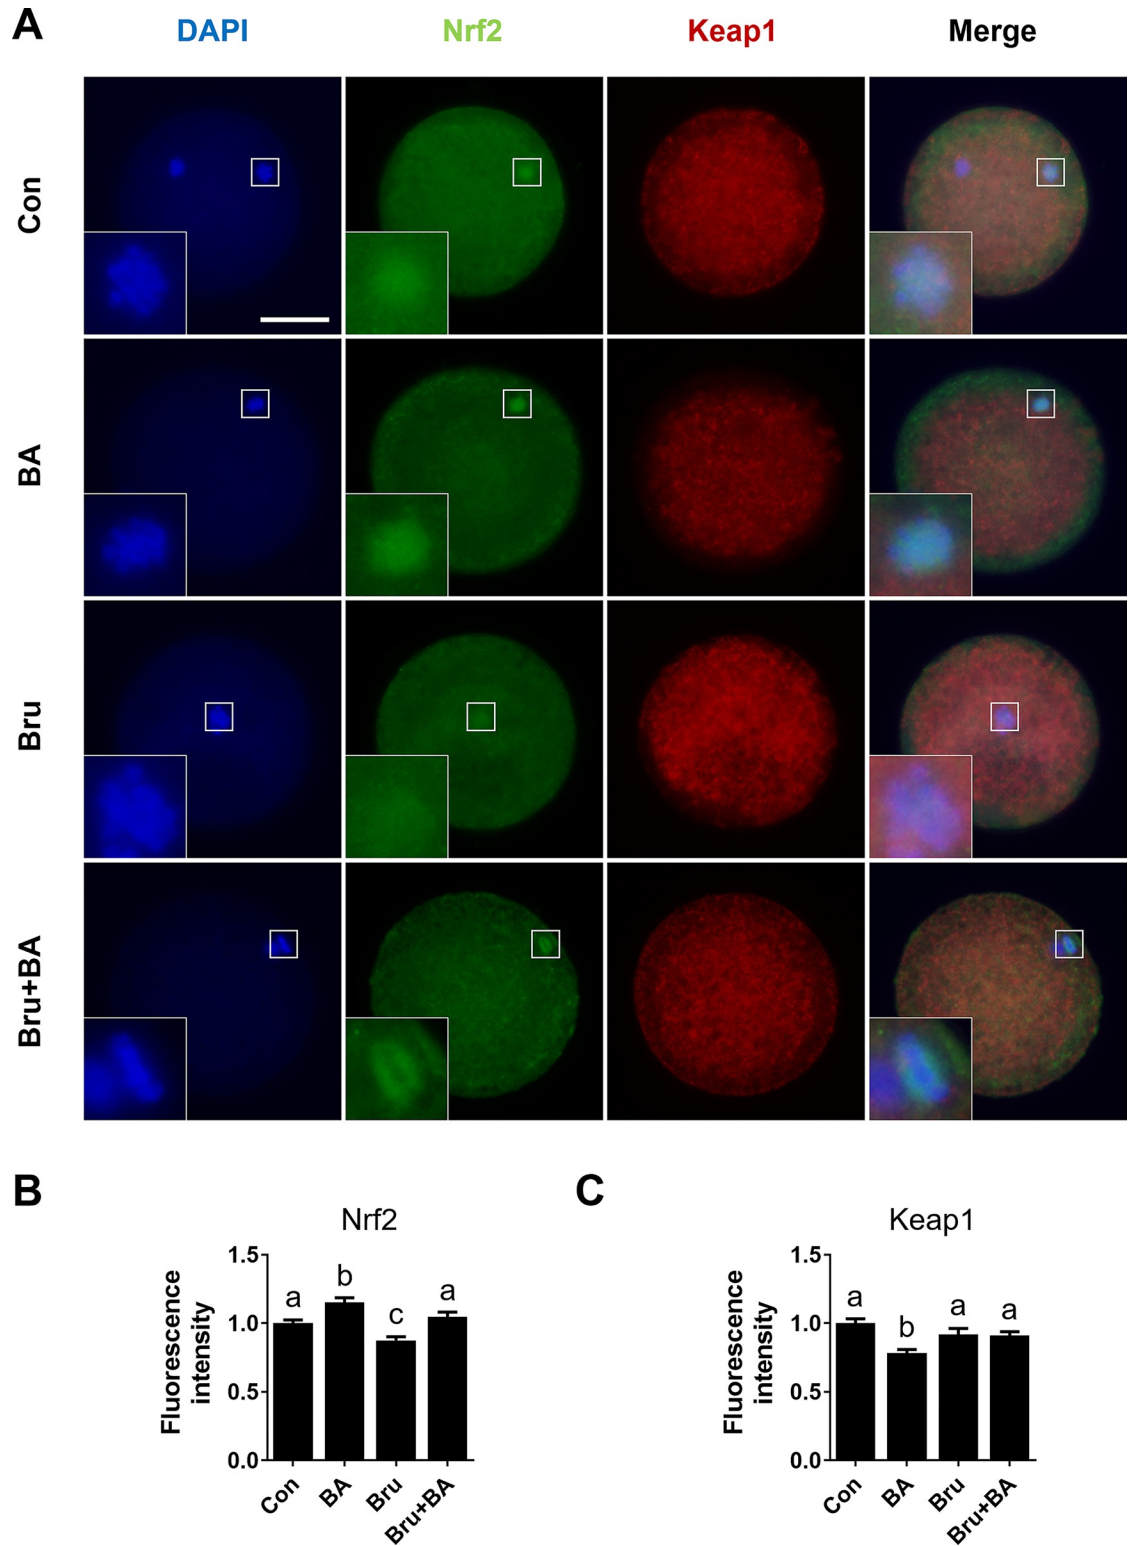 A
DAPI Nrf2 Keap1 Merge
Con
BA
Bru
Bru+BA
B
Nrf2
Fluorescence
intensity
1.5
1.0
0.5
0.0
a b c a
Con BA Bru Bru+BA
C
Keap1
Fluorescence
intensity
1.5
1.0
0.5
0.0
a b a a
Con BA Bru Bru+BA